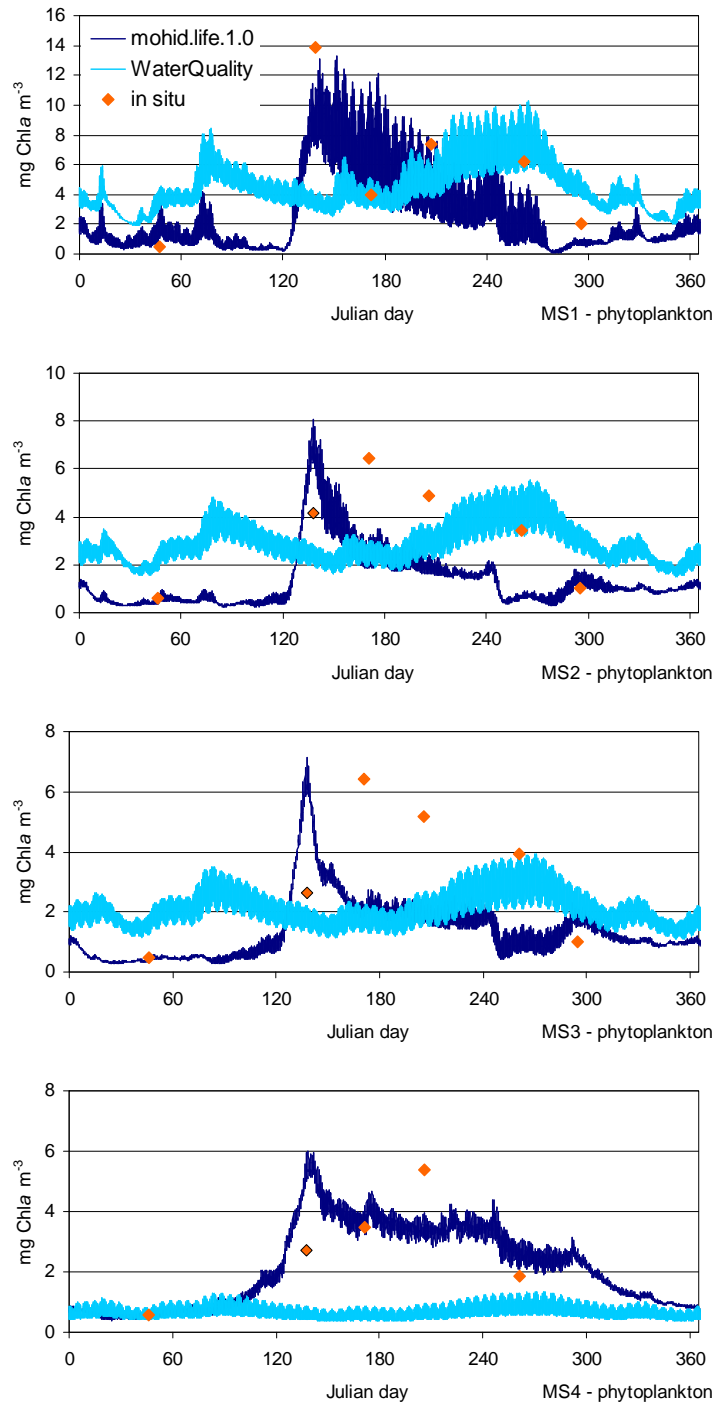 16
14
12
10
8
6
4
2
0
mg Chla m-3
mohid.life.1.0
WaterQuality
in situ
0 60 120 180 240 300 360
Julian day MS1 - phytoplankton
10
8
6
4
2
0
mg Chla m-3
0 60 120 180 240 300 360
Julian day MS2 - phytoplankton
8
6
4
2
0
mg Chla m-3
0 60 120 180 240 300 360
Julian day MS3 - phytoplankton
8
6
4
2
0
mg Chla m-3
0 60 120 180 240 300 360
Julian day MS4 - phytoplankton